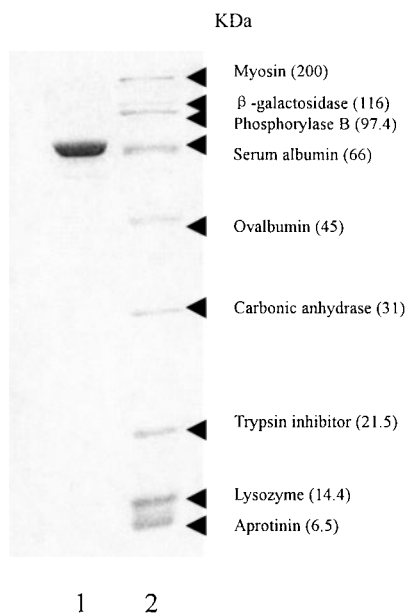 KDa
Myosin (200)
β-galactosidase (116)
Phosphorylase B (97.4)
Serum albumin (66)
Ovalbumin (45)
Carbonic anhydrase (31)
Trypsin inhibitor (21.5)
Lysozyme (14.4)
Aprotinin (6.5)
1 2